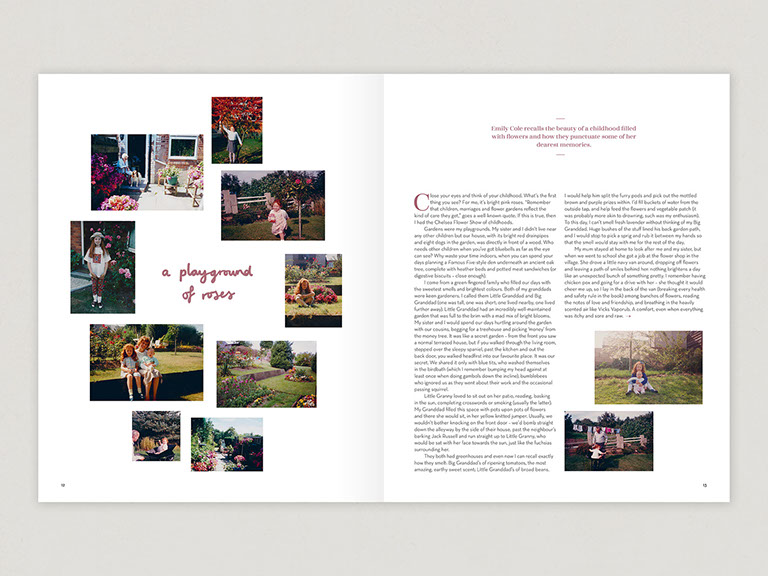 a playground
of roses
12
Emily Cole recalls the beauty of a childhood filled
with flowers and how they punctuate some of her
dearest memories.
Close your eyes and think of your childhood. What's the first
thing you see? For me, it's bright pink roses. "Remember
that children, marriages and flower gardens reflect the
kind of care they get," goes a well known quote. If this is true, then
I had the Chelsea Flower Show of childhoods.
Gardens were my playgrounds. My sister and I didn't live near
any other children but our house, with its bright red drainpipes
and eight dogs in the garden, was directly in front of a wood. Who
needs other children when you've got bluebells as far as the eye
can see? Why waste your time indoors, when you can spend your
days planning a Famous Five style den underneath an ancient oak
tree, complete with heather beds and potted meat sandwiches (or
digestive biscuits – close enough).
I come from a green fingered family who filled our days with
the sweetest smells and brightest colours. Both of my granddads
were keen gardeners. I called them Little Granddad and Big
Granddad (one was tall, one was short, one lived nearby, one lived
further away). Little Granddad had an incredibly well maintained
garden that was full to the brim with a mad mix of bright blooms.
My sister and I would spend our days hurtling around the garden
with our cousins, begging for a treehouse and picking 'money' from
the money tree. It was like a secret garden – from the front you saw
a normal terraced house, but if you walked through the living room,
stepped over the sleepy spaniel, past the kitchen and out the
back door, you walked headfirst into our favourite place. It was our
secret. We shared it only with blue tits, who washed themselves
in the birdbath (which I remember bumping my head against at
least once when doing gambols down the incline), bumblebees
who ignored us as they went about their work and the occasional
passing squirrel.
Little Granny loved to sit out on her patio, reading, basking
in the sun, completing crosswords or smoking (usually the latter).
My Granddad filled this space with pots upon pots of flowers
and there she would sit, in her yellow knitted jumper. Usually, we
wouldn't bother knocking on the front door - we'd bomb straight
down the alleyway by the side of their house, past the neighbour's
barking Jack Russell and run straight up to Little Granny, who
would be sat with her face towards the sun, just like the fuchsias
surrounding her.
They both had greenhouses and even now I can recall exactly
how they smelt. Big Granddad's of ripening tomatoes, the most
amazing, earthy sweet scent; Little Granddad's of broad beans.
I would help him split the furry pods and pick out the mottled
brown and purple prizes within. I'd fill buckets of water from the
outside tap, and help feed the flowers and vegetable patch (it
was probably more akin to drowning, such was my enthusiasm).
To this day, I can't smell fresh lavender without thinking of my Big
Granddad. Huge bushes of the stuff lined his back garden path,
and I would stop to pick a sprig and rub it between my hands so
that the smell would stay with me for the rest of the day.
My mum stayed at home to look after me and my sister, but
when we went to school she got a job at the flower shop in the
village. She drove a little navy van around, dropping off flowers
and leaving a path of smiles behind her: nothing brightens a day
like an unexpected bunch of something pretty. I remember having
chicken pox and going for a drive with her - she thought it would
cheer me up, so I lay in the back of the van (breaking every health
and safety rule in the book) among bunches of flowers, reading
the notes of love and friendship, and breathing in the heavily
scented air like Vicks Vaporub. A comfort, even when everything
was itchy and sore and raw. →
13